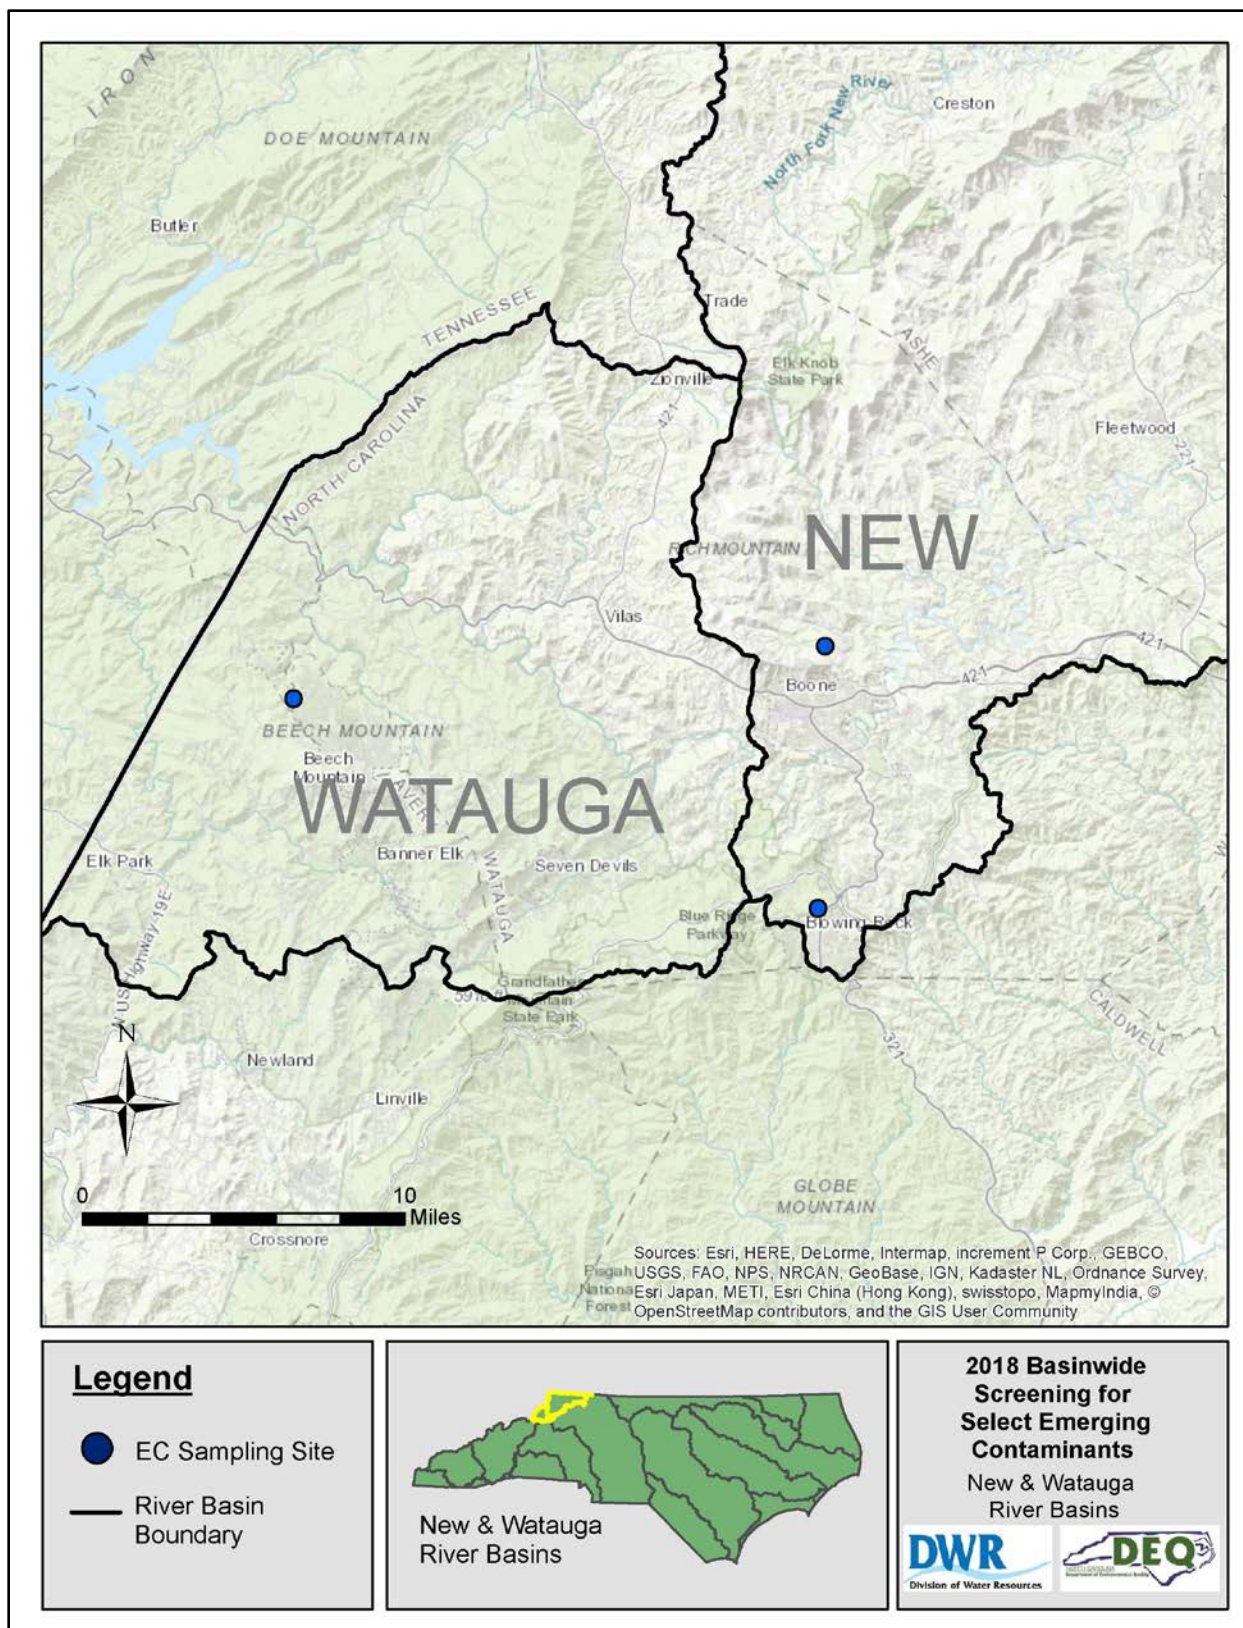 IRON
DOE MOUNTAIN
Butler
North Fork New River
Creston
TENNESSEE
NORTH CAROLINA
Trade
Zionville
Elk Knob
State Park
ASHE
421
Fleetwood
221
RICH MOUNTAIN
NEW
Vilas
Boone
421
421
BEECH MOUNTAIN
Beech
Mountain
AVERY
WATAUGA
Banner Elk
WATAUGA
Seven Devils
Elk Park
US Highway 19E
Blue Ridge
Parkway
Blowing Rock
Grandfather
Mountain
State Park
CALDWELL
321
N
Newland
Linville
0 10
Miles
Crossnore
GLOBE
MOUNTAIN
Pisgah
National
Forest
Sources: Esri, HERE, DeLorme, Intermap, increment P Corp., GEBCO,
USGS, FAO, NPS, NRCAN, GeoBase, IGN, Kadaster NL, Ordnance Survey,
Esri Japan, METI, Esri China (Hong Kong), swisstopo, MapmyIndia, ©
OpenStreetMap contributors, and the GIS User Community
Legend
EC Sampling Site
River Basin
Boundary
New & Watauga
River Basins
2018 Basinwide
Screening for
Select Emerging
Contaminants
New & Watauga
River Basins
DWR
Division of Water Resources
DEQ
Department of Environmental Quality